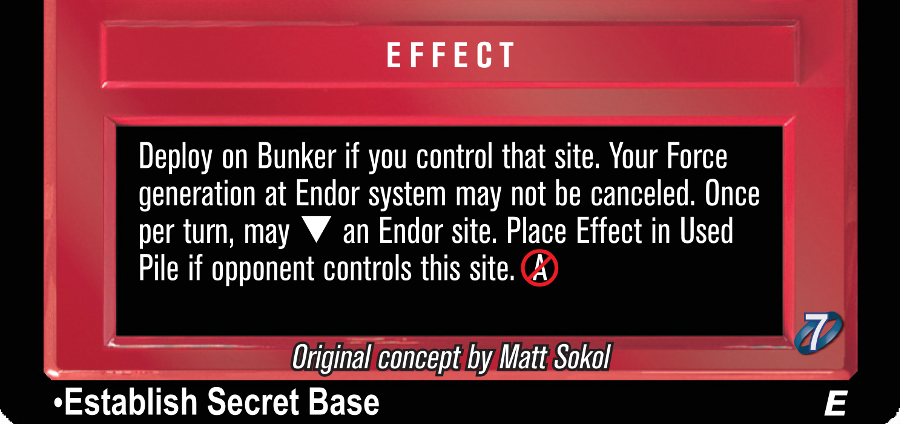 EFFECT
Deploy on Bunker if you control that site. Your Force
generation at Endor system may not be canceled. Once
per turn, may ▼ an Endor site. Place Effect in Used
Pile if opponent controls this site. A
7
Original concept by Matt Sokol
•Establish Secret Base E